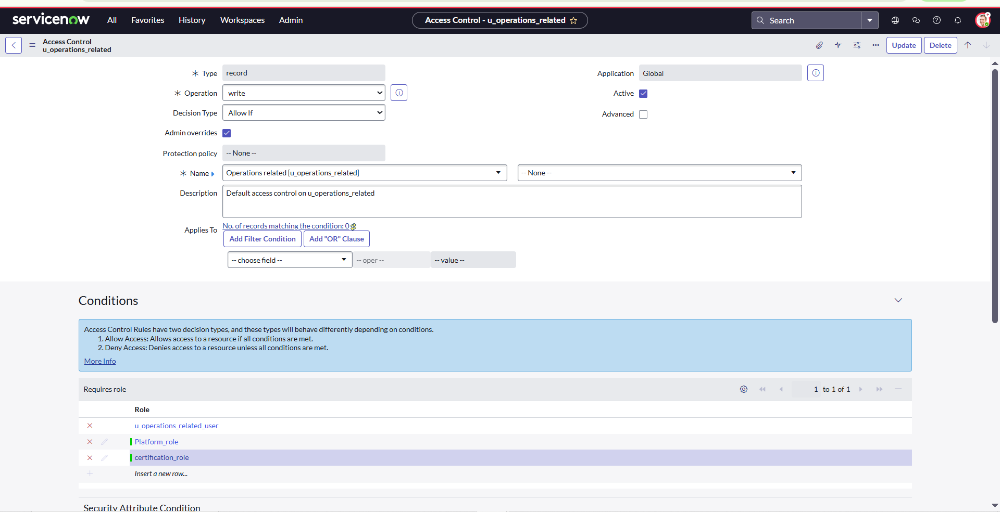 servicenow
All
Favorites
History
Workspaces
Admin
Access Control - u_operations_related
Search
Access Control
u_operations_related
Update
Delete
Type
record
Application
Global
Operation
write
Active
Decision Type
Allow If
Advanced
Admin overrides
Protection policy
-- None --
Name
Operations related [u_operations_related]
-- None --
Description
Default access control on u_operations_related
Applies To
No. of records matching the condition: 0
Add Filter Condition
Add "OR" Clause
-- choose field --
-- oper --
-- value --
Conditions
Access Control Rules have two decision types, and these types will behave differently depending on conditions.
1. Allow Access: Allows access to a resource if all conditions are met.
2. Deny Access: Denies access to a resource unless all conditions are met.
More Info
Requires role
1 to 1 of 1
Role
u_operations_related_user
Platform_role
certification_role
Insert a new row...
Security Attribute Condition